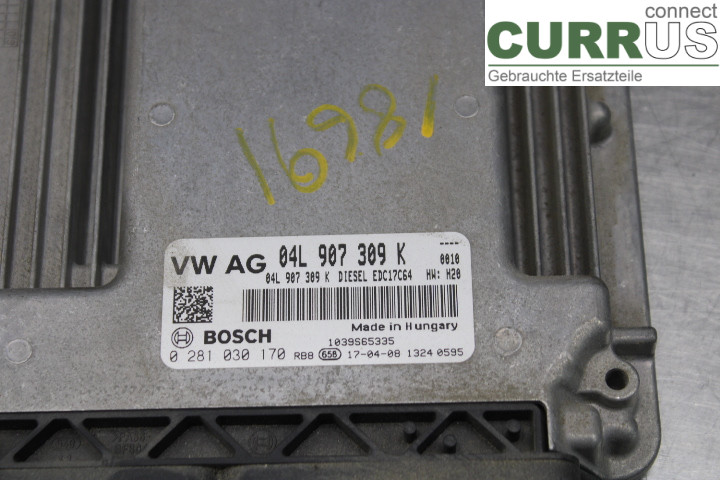 connect
CURRUS
Gebrauchte Ersatzteile
16981
VW AG 04L 907 309 K ----
0010
04L 907 309 K DIESEL EDC17C64 HW: H20
Made in Hungary
BOSCH 1039S65335
0 281 030 170 RBB 658 17-04-08 1324 0595